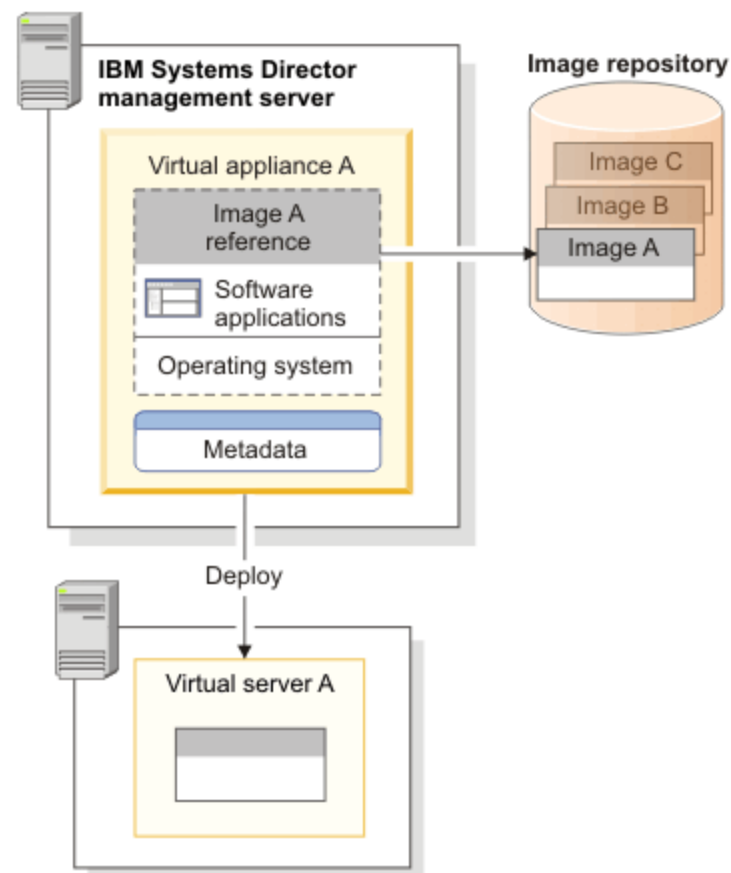 IBM Systems Director
management server
Image repository
Virtual appliance A
Image A
reference
Software
applications
Operating system
Metadata
Image C
Image B
Image A
Deploy
Virtual server A